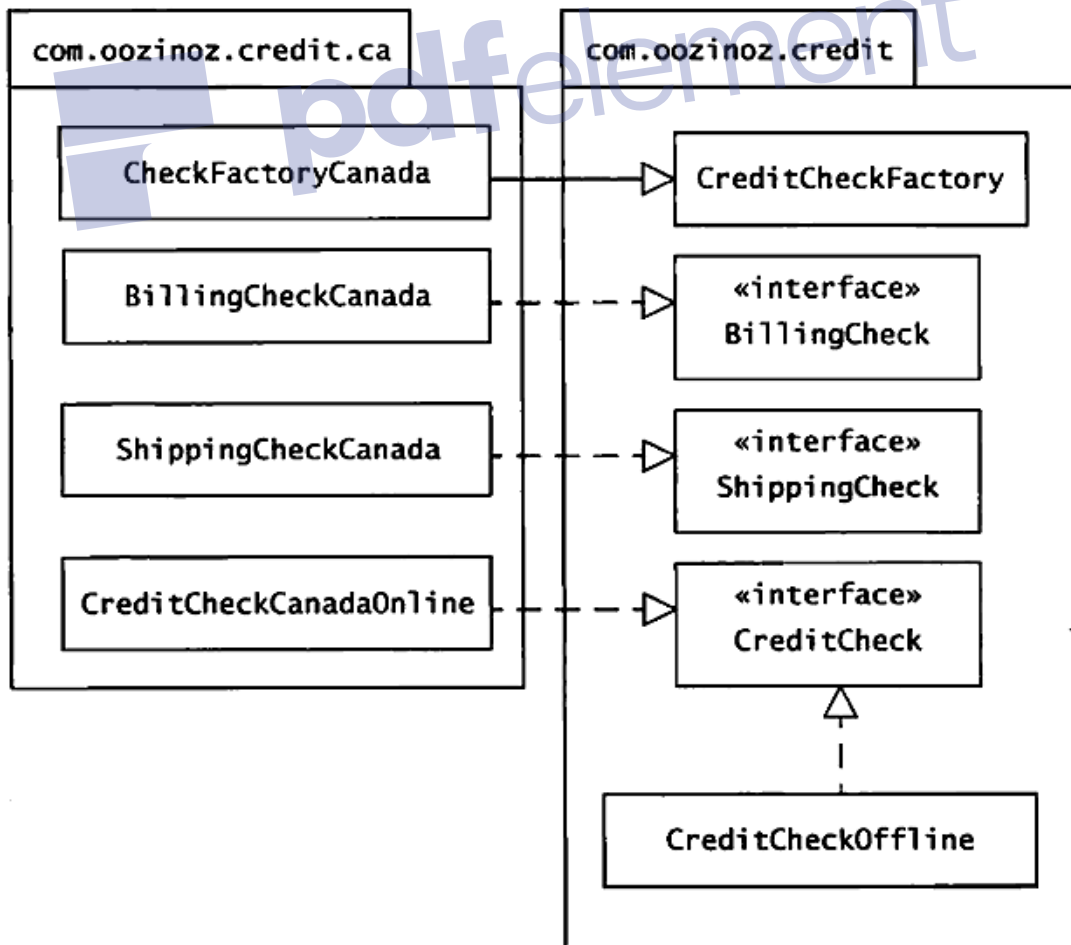 com.oozinoz.credit.ca
com.oozinoz.credit
pdfelement
CheckFactoryCanada
CreditCheckFactory
BillingCheckCanada
«interface»
BillingCheck
ShippingCheckCanada
«interface»
ShippingCheck
CreditCheckCanadaOnline
«interface»
CreditCheck
CreditCheckOffline